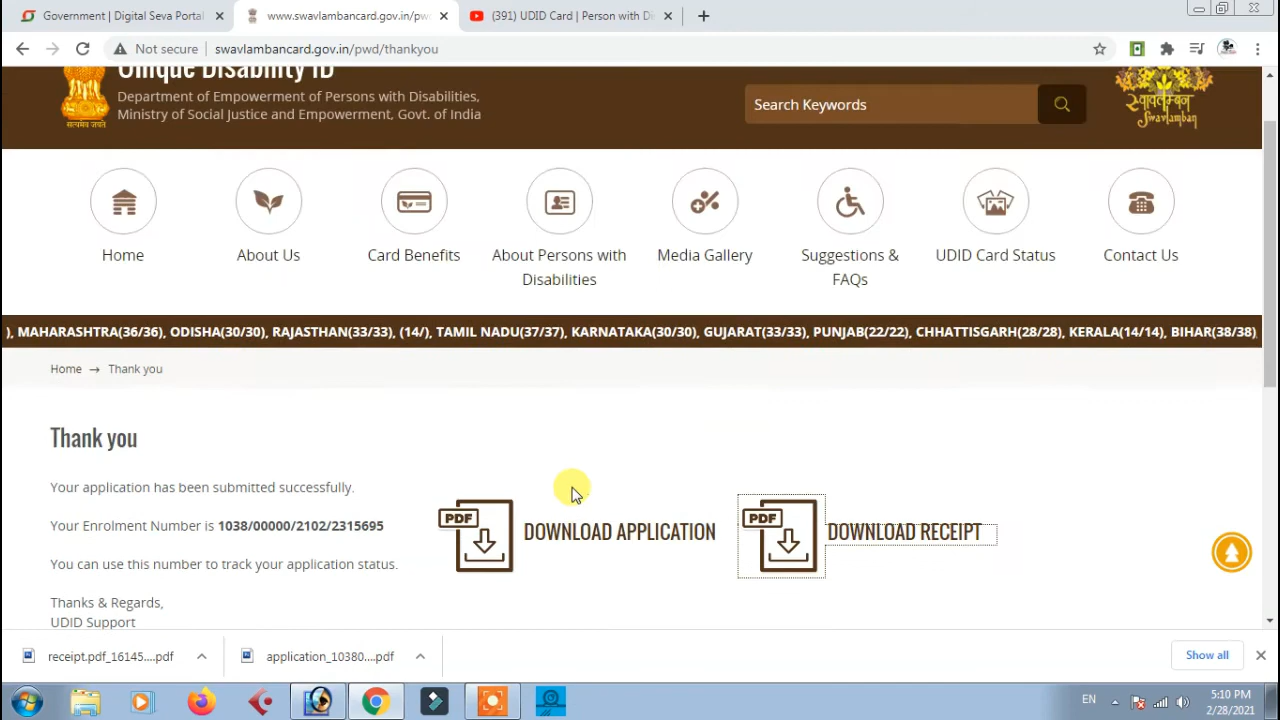 Government | Digital Seva Portal
www.swavlambancard.gov.in/pw
(391) UDID Card | Person with Di
Not secure
swavlambancard.gov.in/pwd/thankyou
Unique Disability ID
Department of Empowerment of Persons with Disabilities,
Ministry of Social Justice and Empowerment, Govt. of India
सत्यमेव जयते
Search Keywords
स्वावलम्बन
Swavlamban
Home
About Us
Card Benefits
About Persons with
Disabilities
Media Gallery
Suggestions &
FAQs
UDID Card Status
Contact Us
), MAHARASHTRA(36/36), ODISHA(30/30), RAJASTHAN(33/33), (14/), TAMIL NADU(37/37), KARNATAKA(30/30), GUJARAT(33/33), PUNJAB(22/22), CHHATTISGARH(28/28), KERALA(14/14), BIHAR(38/38)
Home → Thank you
Thank you
Your application has been submitted successfully.
Your Enrolment Number is 1038/00000/2102/2315695
You can use this number to track your application status.
Thanks & Regards,
UDID Support
PDF
DOWNLOAD APPLICATION
PDF
DOWNLOAD RECEIPT
receipt.pdf_16145....pdf
application_10380....pdf
Show all
EN
5:10 PM
2/28/2021